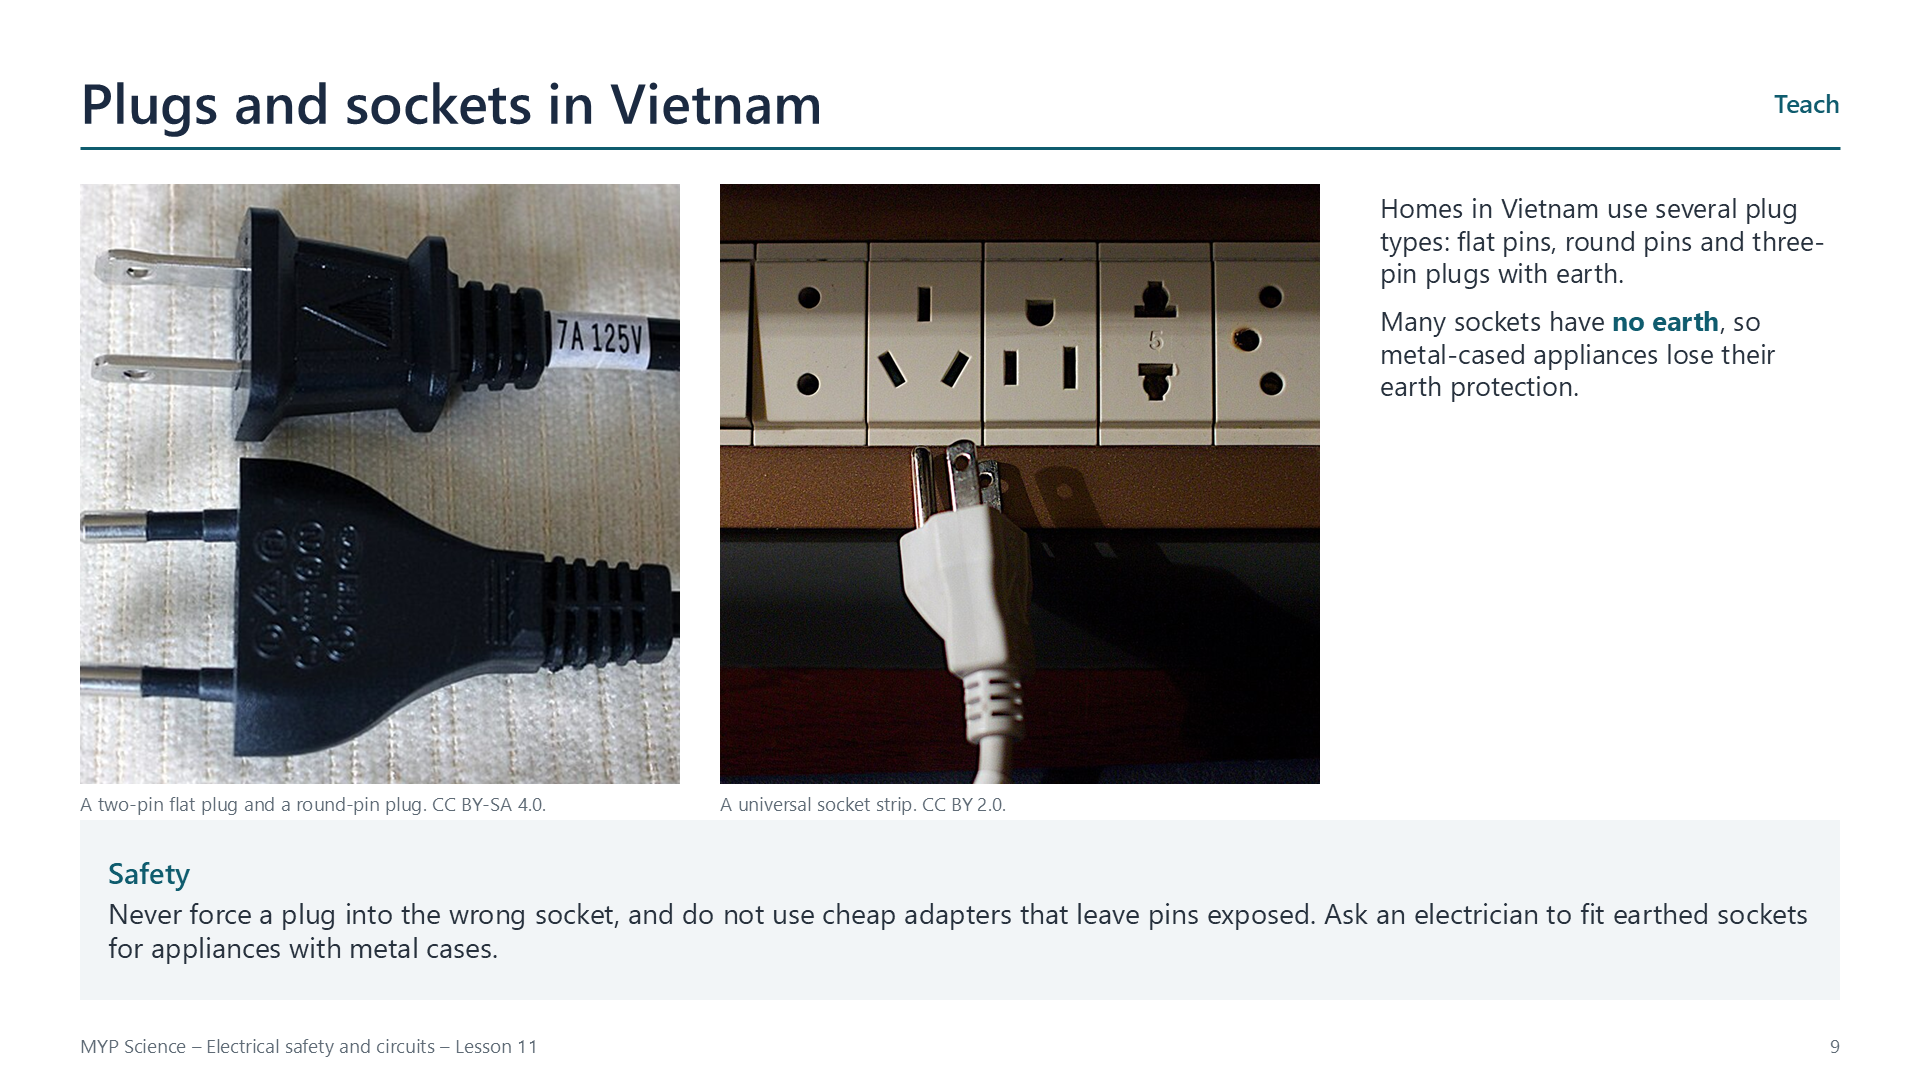 Plugs and sockets in Vietnam
Teach
7A 125V
5
Homes in Vietnam use several plug
types: flat pins, round pins and three-
pin plugs with earth.
Many sockets have no earth, so
metal-cased appliances lose their
earth protection.
A two-pin flat plug and a round-pin plug. CC BY-SA 4.0.
A universal socket strip. CC BY 2.0.
Safety
Never force a plug into the wrong socket, and do not use cheap adapters that leave pins exposed. Ask an electrician to fit earthed sockets
for appliances with metal cases.
MYP Science – Electrical safety and circuits – Lesson 11
9